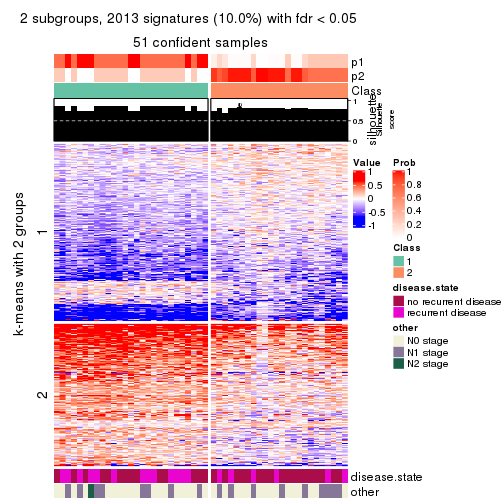 2 subgroups, 2013 signatures (10.0%) with fdr < 0.05
51 confident samples
p1
p2
Class
1
0.5
0
silhouette
Silhouette
score
k-means with 2 groups
1
2
Value
1
0.5
0
-0.5
-1
Prob
1
0.8
0.6
0.4
0.2
0
Class
1
2
disease.state
no recurrent disease
recurrent disease
other
N0 stage
N1 stage
N2 stage
disease.state
other